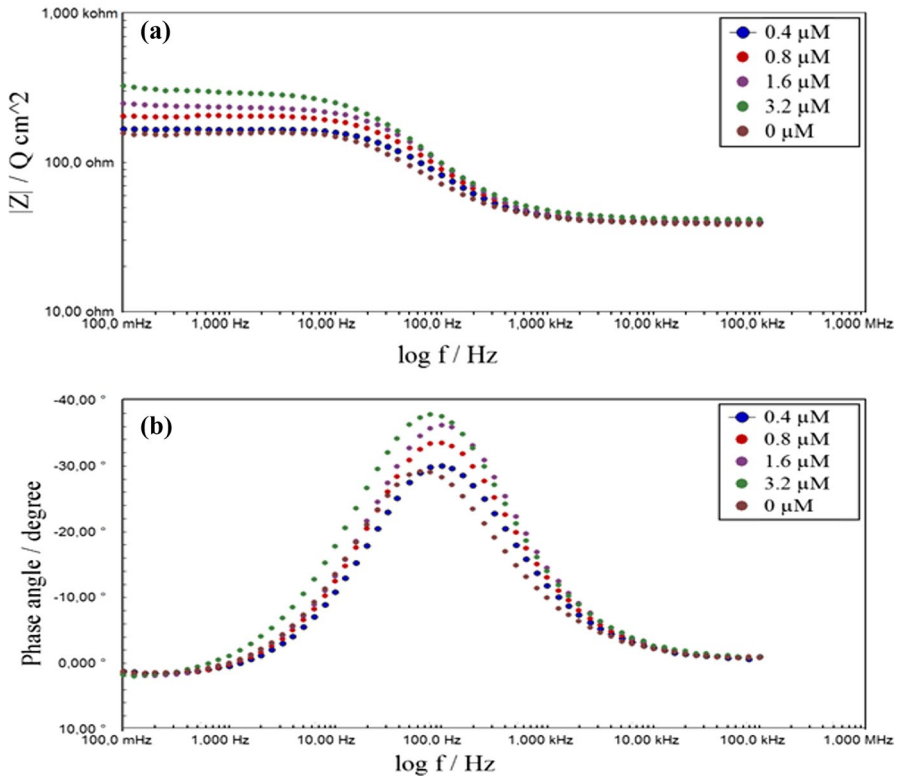 1,000 kohm
(a)
0.4 µM
0.8 µM
1.6 µM
3.2 µM
0 µM
|Z| / Q cm^2
100,0 ohm
10,00 ohm
100,0 mHz 1,000 Hz 10,00 Hz 100,0 Hz 1,000 kHz 10,00 kHz 100,0 kHz 1,000 MHz
log f / Hz
-40,00 °
(b)
0.4 µM
0.8 µM
1.6 µM
3.2 µM
0 µM
-30,00 °
-20,00 °
Phase angle / degree
-10,00 °
0,000 °
10,00 °
100,0 mHz 1,000 Hz 10,00 Hz 100,0 Hz 1,000 kHz 10,00 kHz 100,0 kHz 1,000 MHz
log f / Hz